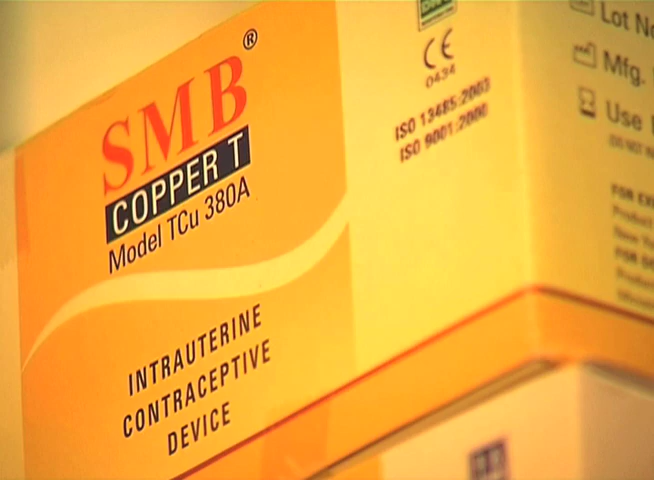 SMB®
COPPER T
Model TCu 380A
INTRAUTERINE
CONTRACEPTIVE
DEVICE
CE
0434
ISO 13485:2003
ISO 9001:2000
Lot No
Mfg.
Use